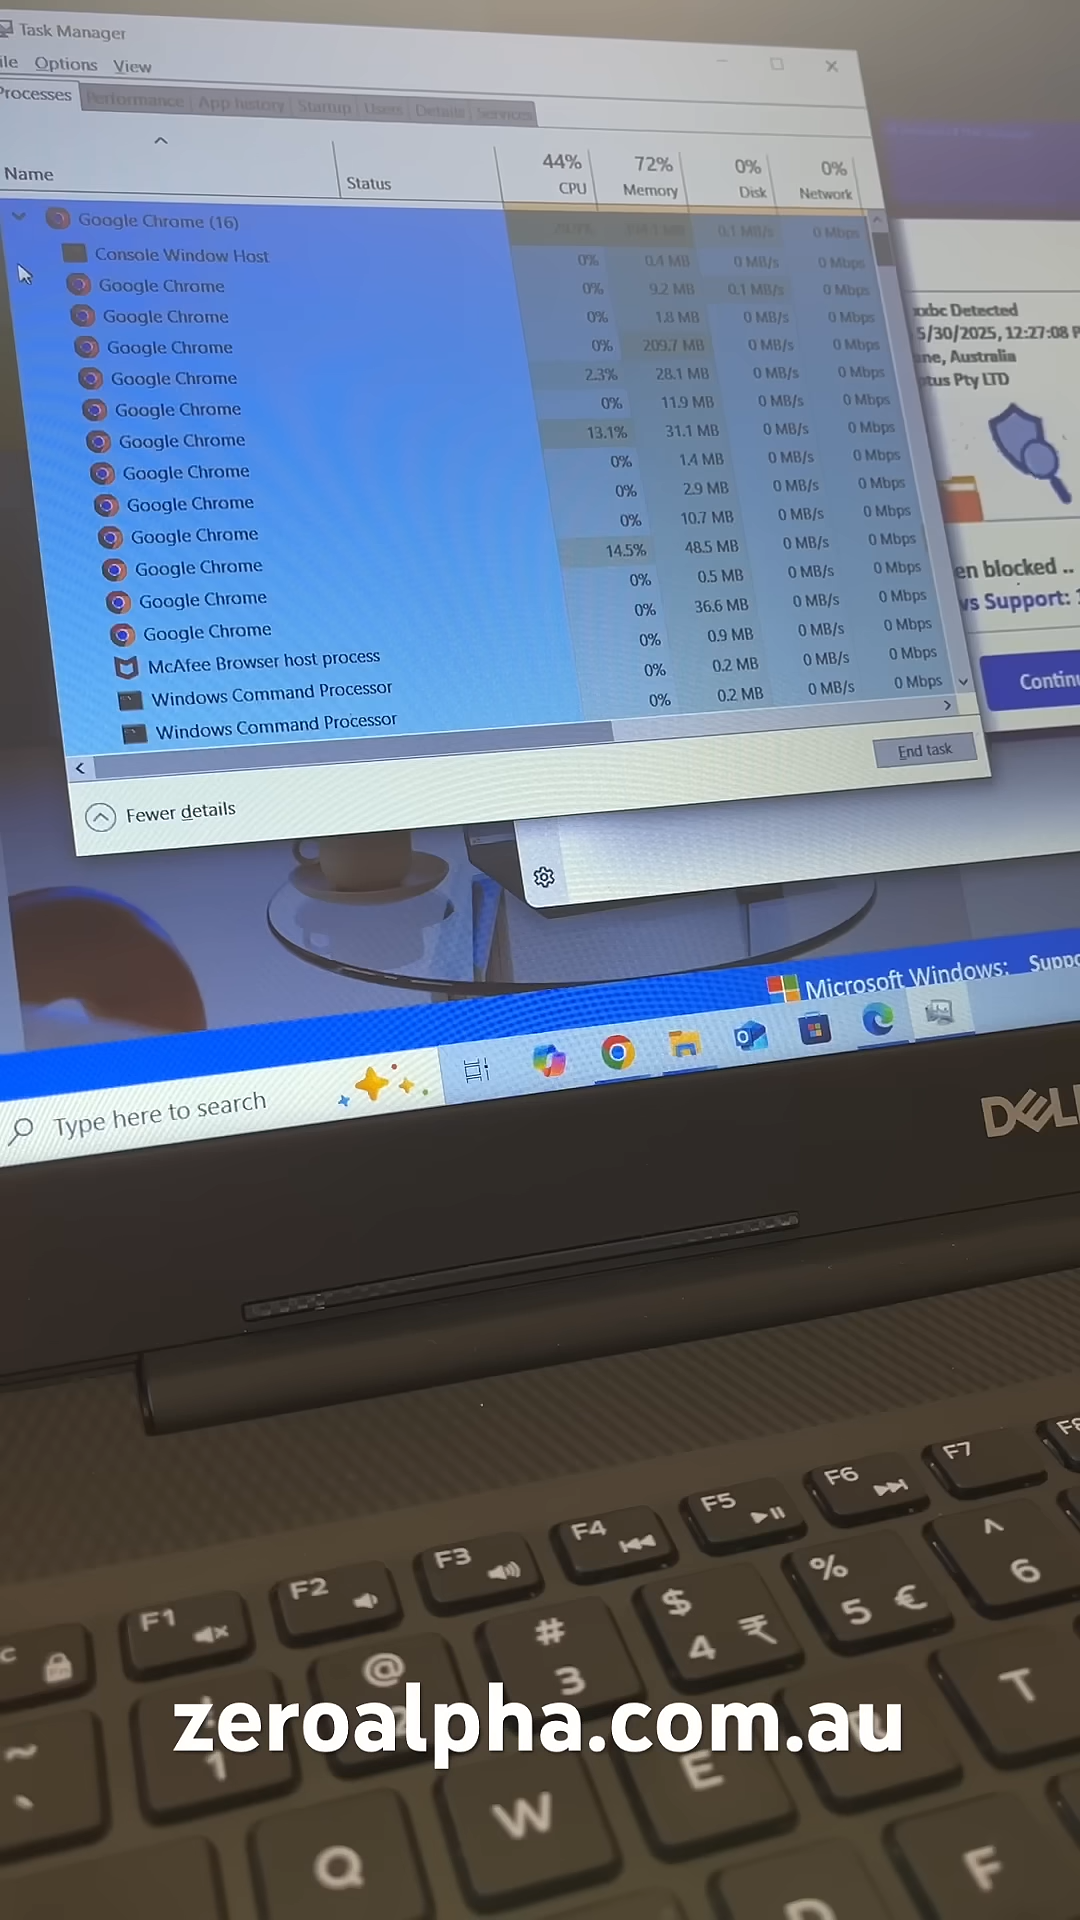 Task Manager
Options View
Processes Performance App history Startup Users Details Services
44% 72% 0% 0%
Name Status CPU Memory Disk Network
Google Chrome (16) 0.1 MB/s 0 Mbps
Console Window Host 0% 0.4 MB 0 MB/s 0 Mbps
Google Chrome 0% 9.2 MB 0.1 MB/s 0 Mbps
Google Chrome 0% 1.8 MB 0 MB/s 0 Mbps
Google Chrome 0% 209.7 MB 0 MB/s 0 Mbps
Google Chrome 2.3% 28.1 MB 0 MB/s 0 Mbps
Google Chrome 0% 11.9 MB 0 MB/s 0 Mbps
Google Chrome 13.1% 31.1 MB 0 MB/s 0 Mbps
Google Chrome 0% 1.4 MB 0 MB/s 0 Mbps
Google Chrome 0% 2.9 MB 0 MB/s 0 Mbps
Google Chrome 0% 10.7 MB 0 MB/s 0 Mbps
Google Chrome 14.5% 48.5 MB 0 MB/s 0 Mbps
Google Chrome 0% 0.5 MB 0 MB/s 0 Mbps
Google Chrome 0% 36.6 MB 0 MB/s 0 Mbps
McAfee Browser host process 0% 0.9 MB 0 MB/s 0 Mbps
Windows Command Processor 0% 0.2 MB 0 MB/s 0 Mbps
Windows Command Processor 0% 0.2 MB 0 MB/s 0 Mbps
End task
Fewer details
Detected
5/30/2025, 12:27:08
Australia
Pty LTD
blocked ..
Support:
Microsoft Windows:
Type here to search
DELL
F1 F2 F3 F4 F5 F6 F7
@ # $ % ^
1 3 4 ₹ 5 € 6
~
Q W E T
F
zeroalpha.com.au